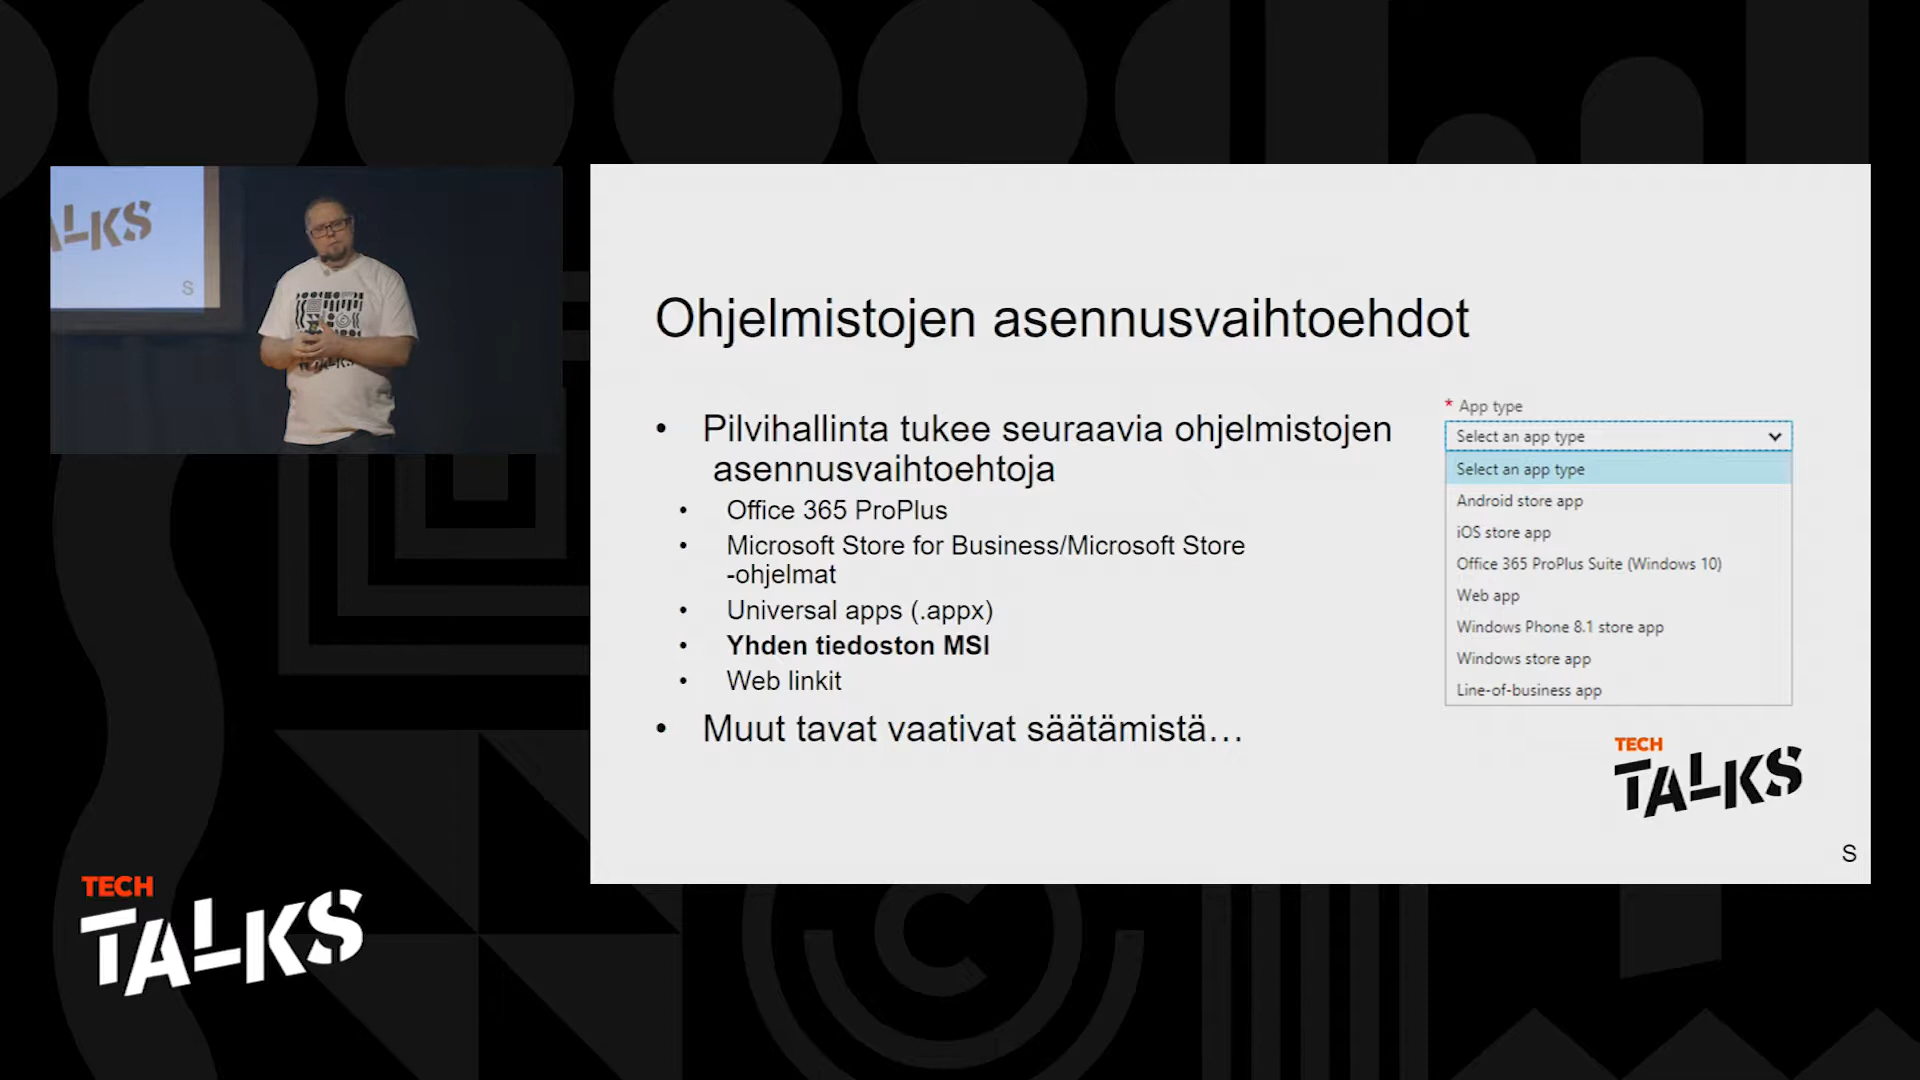 ALKS
S
Ohjelmistojen asennusvaihtoehdot
• Pilvihallinta tukee seuraavia ohjelmistojen
asennusvaihtoehtoja
• Office 365 ProPlus
• Microsoft Store for Business/Microsoft Store
-ohjelmat
• Universal apps (.appx)
• Yhden tiedoston MSI
• Web linkit
• Muut tavat vaativat säätämistä…
* App type
Select an app type
Select an app type
Android store app
iOS store app
Office 365 ProPlus Suite (Windows 10)
Web app
Windows Phone 8.1 store app
Windows store app
Line-of-business app
TECH
TALKS
S
TECH
TALKS